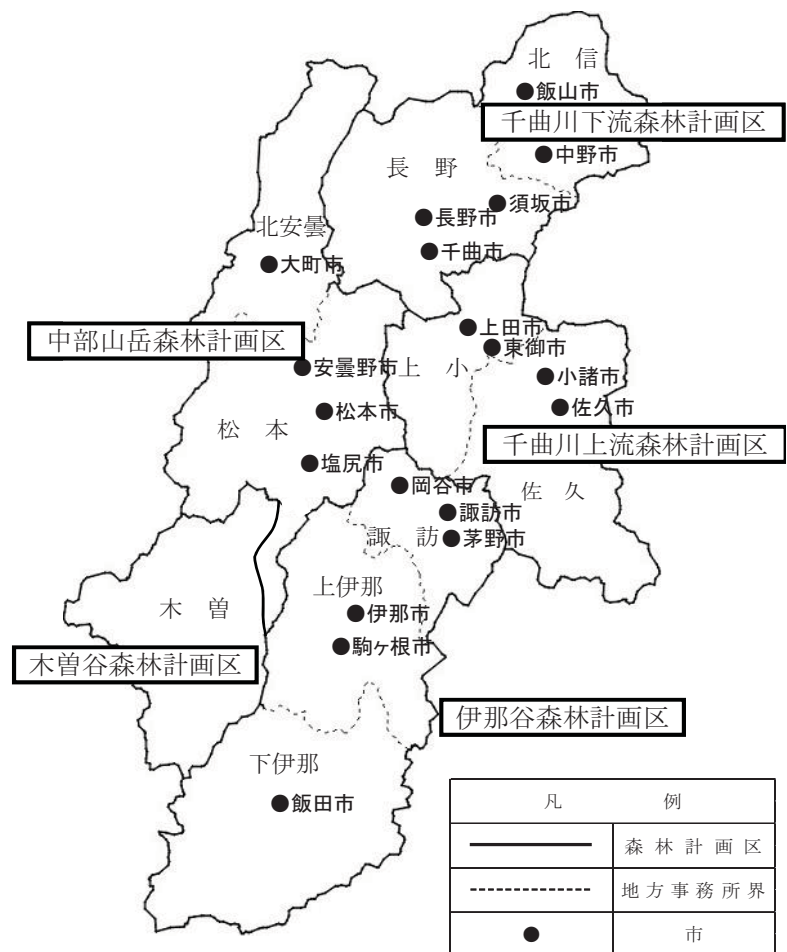 北　信
飯山市
千曲川下流森林計画区
中野市
長　野
須坂市
長野市
北安曇
千曲市
大町市
上田市
中部山岳森林計画区
東御市
安曇野市
上　小
小諸市
佐久市
松本市
松　本
千曲川上流森林計画区
塩尻市
岡谷市
佐　久
諏訪市
諏　訪
茅野市
上伊那
木　曽
伊那市
駒ヶ根市
木曽谷森林計画区
伊那谷森林計画区
下伊那
飯田市
凡　例
森林計画区
地方事務所界
市